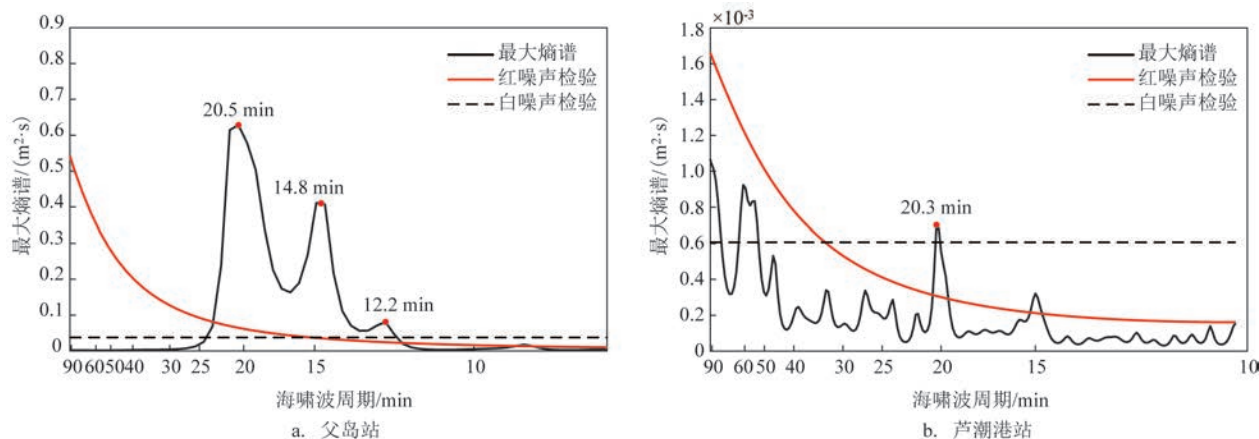 0.9
0.8
0.7
0.6
0.5
0.4
0.3
0.2
0.1
0
最大熵谱/(m²·s)
最大熵谱
红噪声检验
白噪声检验
20.5 min
14.8 min
12.2 min
90 60 50 40 30 25 20 15 10
海啸波周期/min
a. 父岛站
×10⁻³
1.8
1.6
1.4
1.2
1.0
0.8
0.6
0.4
0.2
0
最大熵谱/(m²·s)
最大熵谱
红噪声检验
白噪声检验
20.3 min
90 60 50 40 30 25 20 15 10
海啸波周期/min
b. 芦潮港站